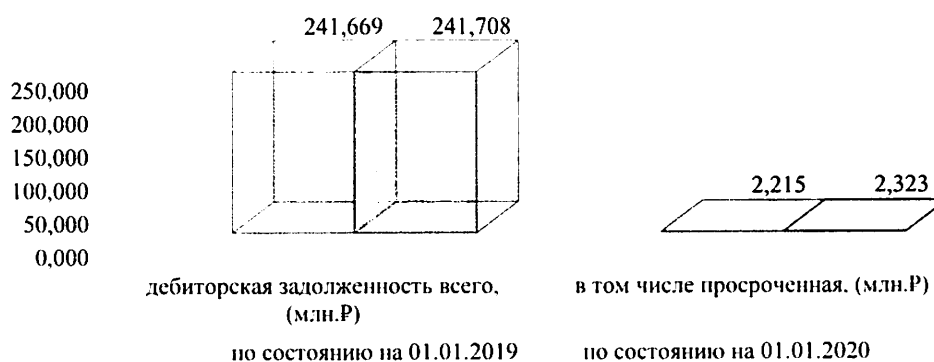 241,669 241,708
250,000
200,000
150,000
100,000
50,000
0,000
2,215 2,323
дебиторская задолженность всего,
(млн.₽)
в том числе просроченная, (млн.₽)
по состоянию на 01.01.2019 по состоянию на 01.01.2020